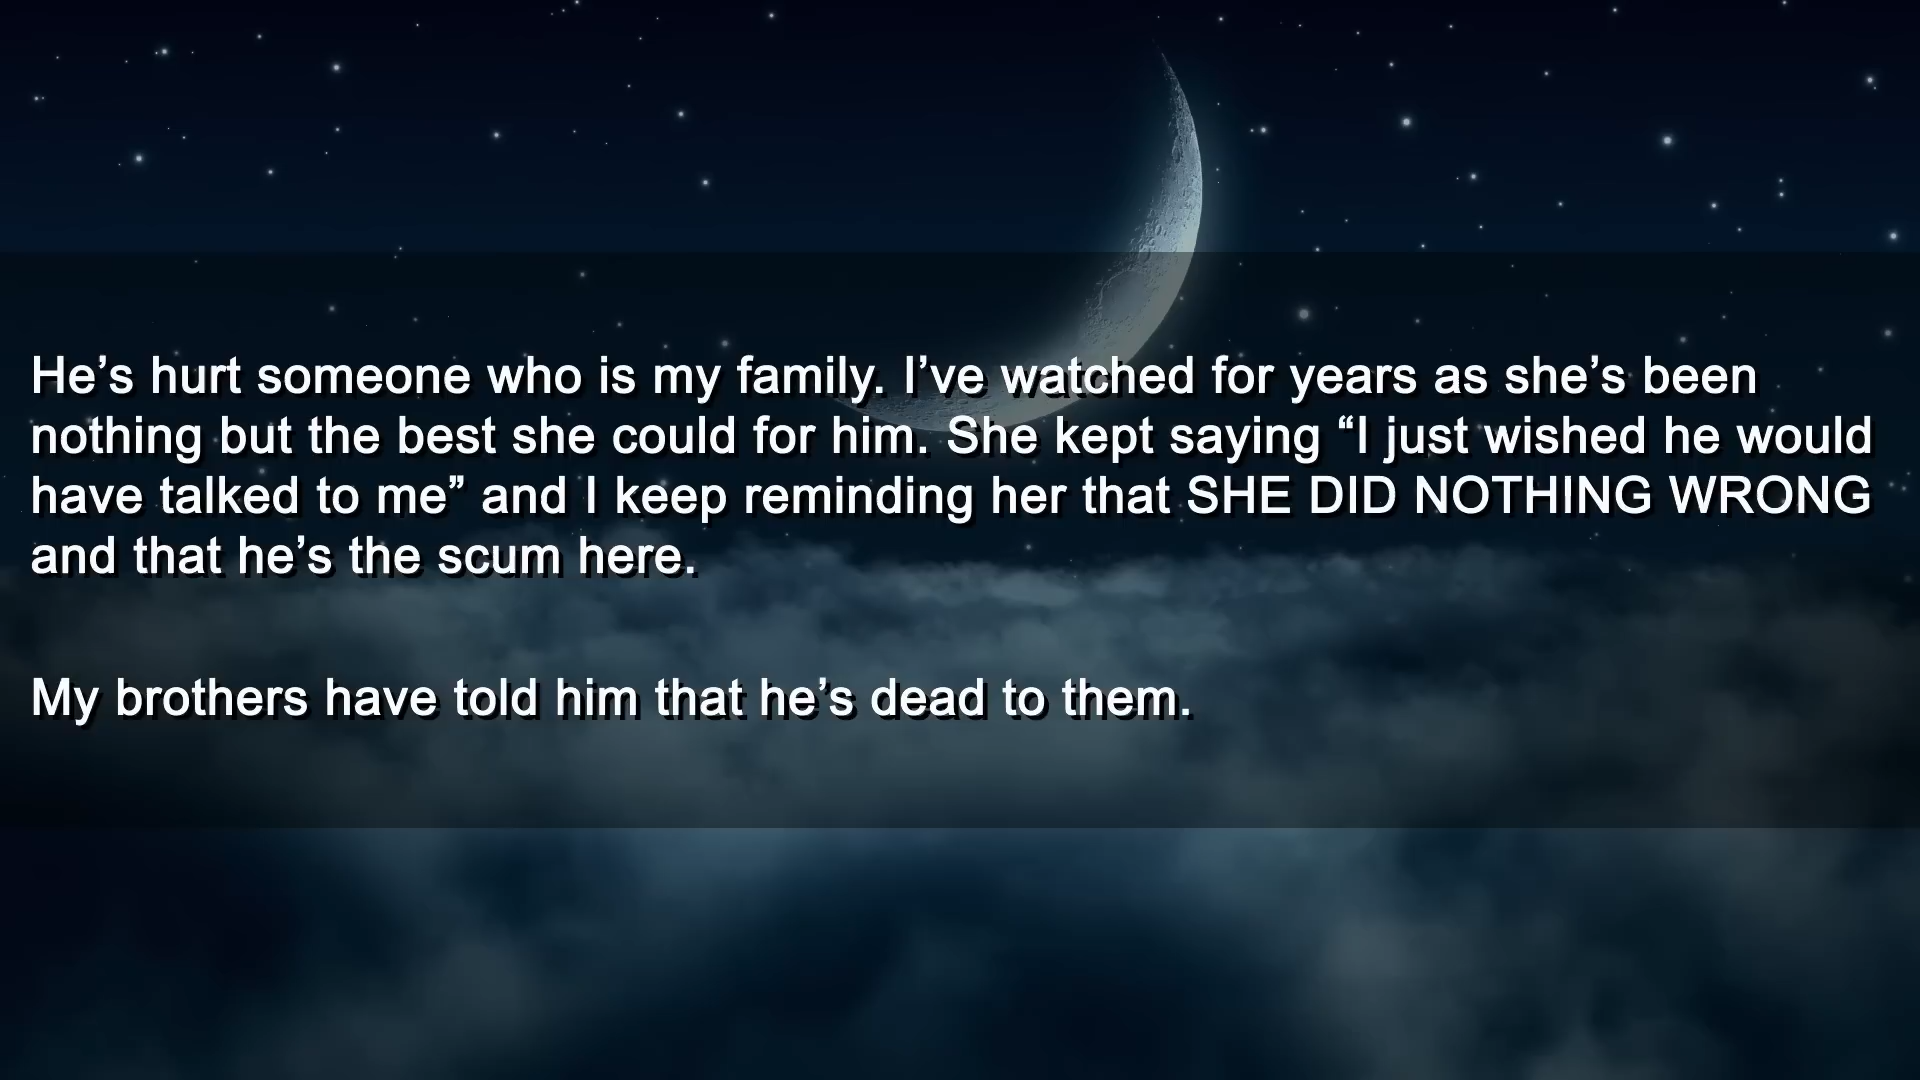 He’s hurt someone who is my family. I’ve watched for years as she’s been
nothing but the best she could for him. She kept saying “I just wished he would
have talked to me” and I keep reminding her that SHE DID NOTHING WRONG
and that he’s the scum here.
My brothers have told him that he’s dead to them.